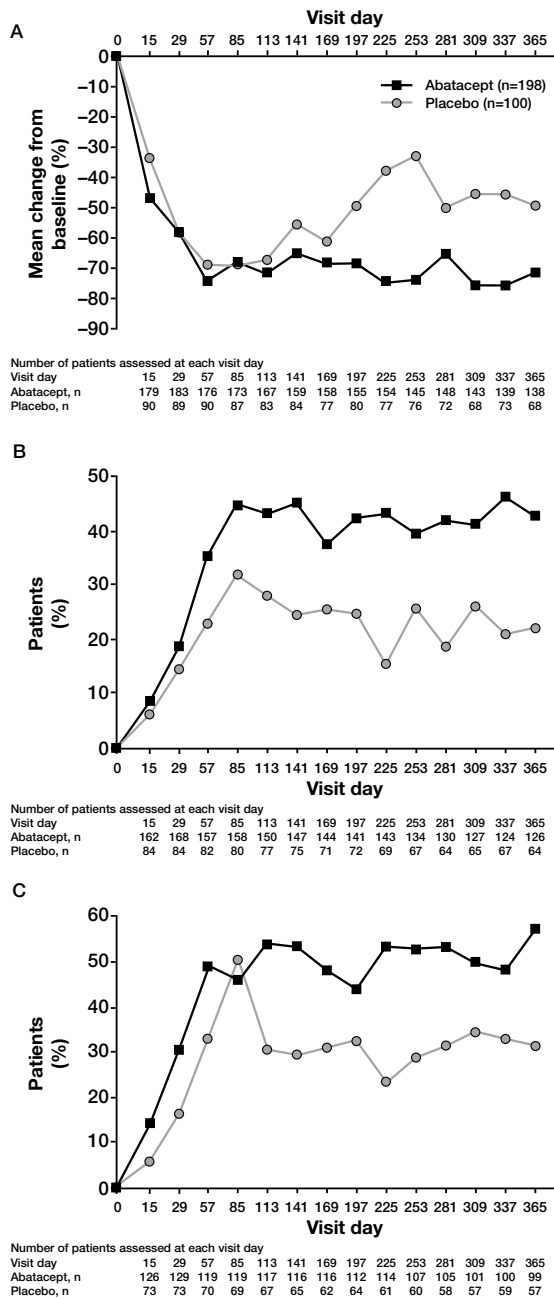 A
Visit day
0 15 29 57 85 113 141 169 197 225 253 281 309 337 365
0
−10
−20
−30
−40
−50
−60
−70
−80
−90
Mean change from
baseline (%)
Abatacept (n=198)
Placebo (n=100)
Number of patients assessed at each visit day
Visit day 15 29 57 85 113 141 169 197 225 253 281 309 337 365
Abatacept, n 179 183 176 173 167 159 158 155 154 145 148 143 139 138
Placebo, n 90 89 90 87 83 84 77 80 77 76 72 68 73 68
B
50
40
30
20
10
0
Patients
(%)
0 15 29 57 85 113 141 169 197 225 253 281 309 337 365
Visit day
Number of patients assessed at each visit day
Visit day 15 29 57 85 113 141 169 197 225 253 281 309 337 365
Abatacept, n 162 168 157 158 150 147 144 141 143 134 130 127 124 126
Placebo, n 84 84 82 80 77 75 71 72 69 67 64 65 67 64
C
60
50
40
30
20
10
0
Patients
(%)
0 15 29 57 85 113 141 169 197 225 253 281 309 337 365
Visit day
Number of patients assessed at each visit day
Visit day 15 29 57 85 113 141 169 197 225 253 281 309 337 365
Abatacept, n 126 129 119 119 117 116 116 112 114 107 105 101 100 99
Placebo, n 73 73 70 69 67 65 62 64 61 60 58 57 59 57